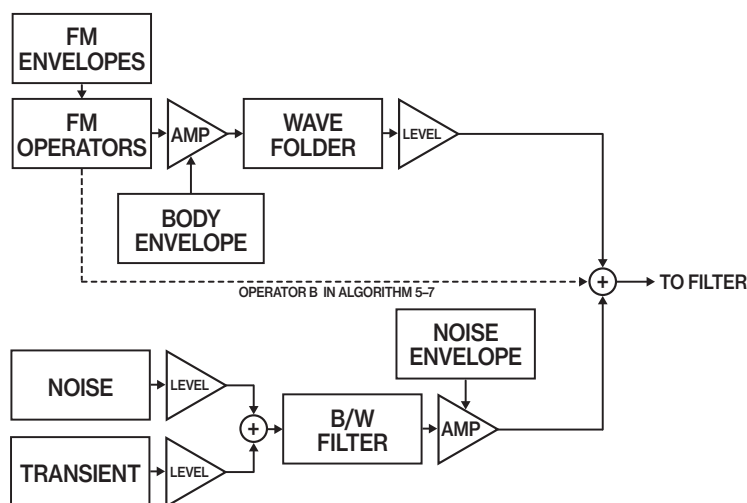 FM
ENVELOPES
FM
OPERATORS
AMP
WAVE
FOLDER
LEVEL
BODY
ENVELOPE
OPERATOR B IN ALGORITHM 5–7
+
TO FILTER
NOISE
ENVELOPE
NOISE
LEVEL
+
B/W
FILTER
AMP
TRANSIENT
LEVEL